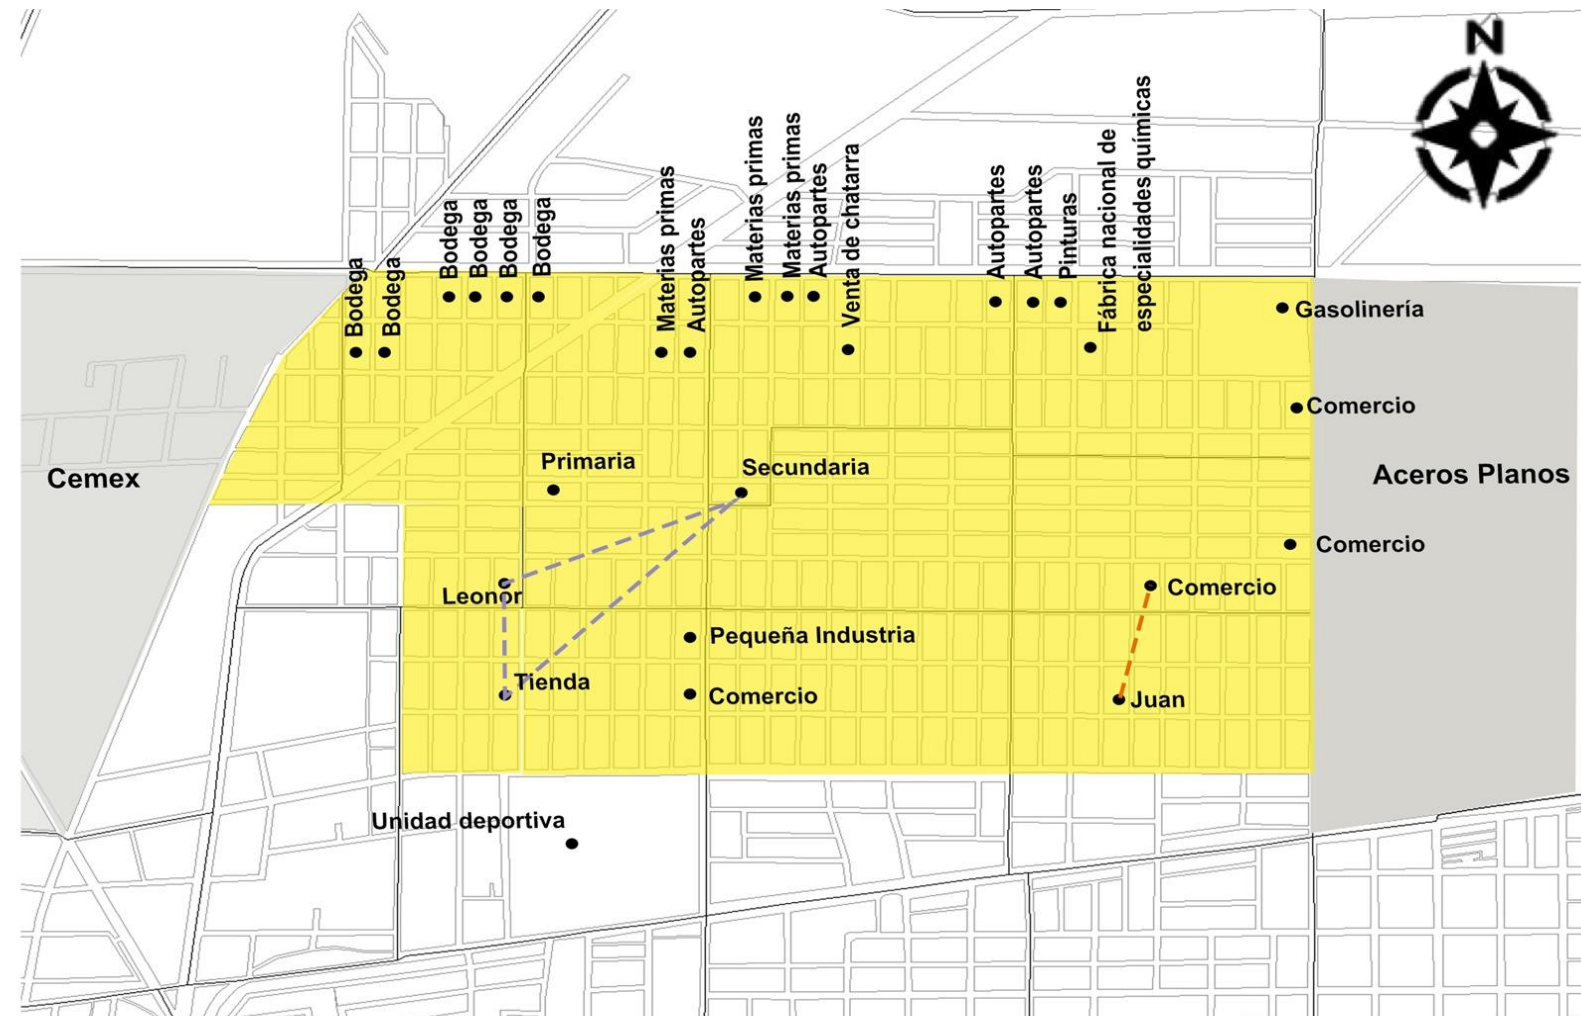 N
Bodega
Bodega
Bodega
Bodega
Bodega
Bodega
Materias primas
Autopartes
Materias primas
Materias primas
Autopartes
Venta de chatarra
Autopartes
Autopartes
Pinturas
Fábrica nacional de
especialidades químicas
Gasolinería
Comercio
Cemex
Primaria
Secundaria
Aceros Planos
Comercio
Leonor
Comercio
Pequeña Industria
Tienda
Comercio
Juan
Unidad deportiva